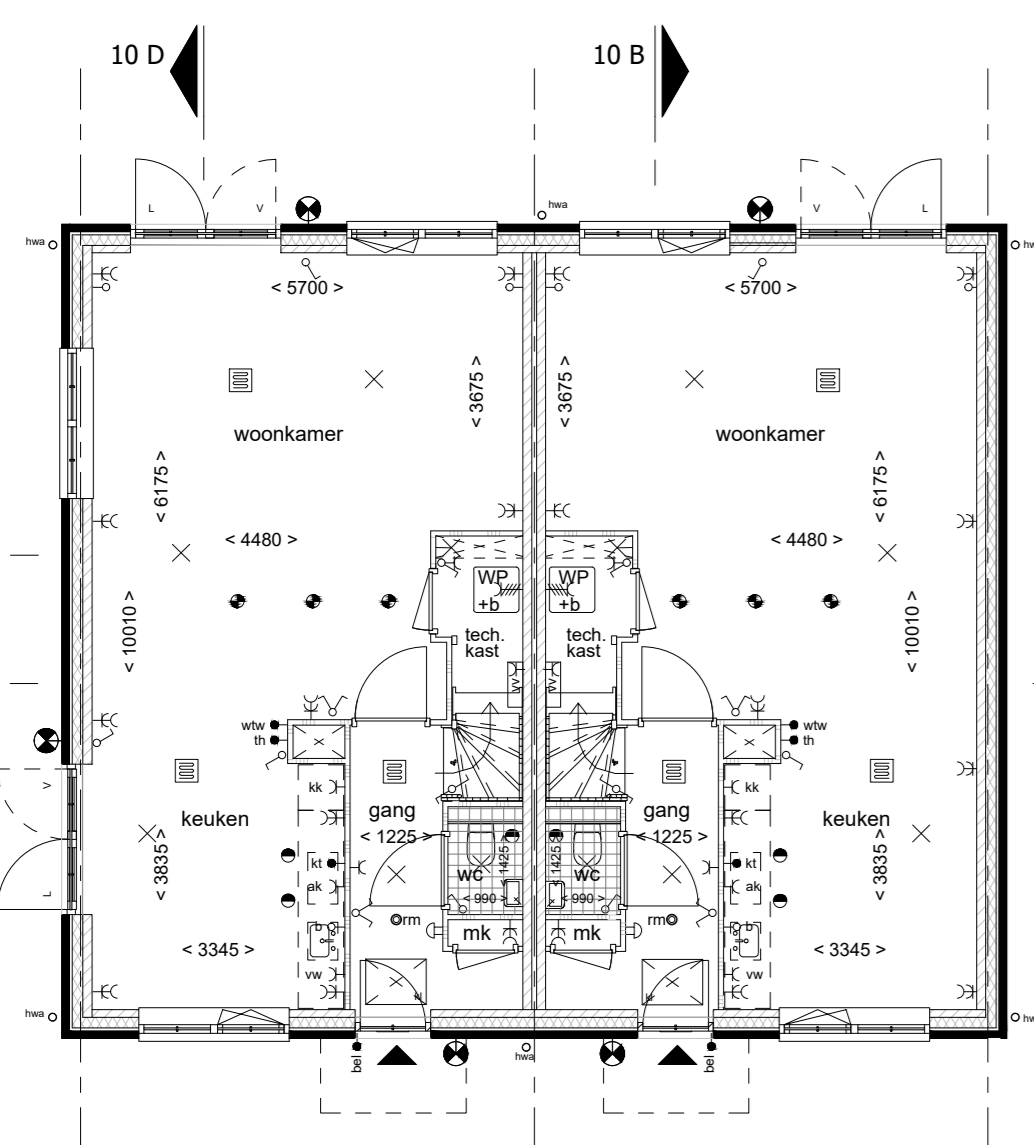 10 D
10 B
L
V
hwa
V
L
hwa
< 5700 >
< 5700 >
< 3675 >
< 3675 >
woonkamer
woonkamer
< 6175 >
< 6175 >
< 4480 >
< 4480 >
WP
+b
WP
+b
< 10010 >
< 10010 >
tech.
kast
tech.
kast
vv
vv
wtw
th
wtw
th
kk
kk
V
L
keuken
gang
gang
keuken
< 1225 >
< 1225 >
< 3835 >
< 3835 >
< 1425 >
< 1425 >
kt
ak
wc
wc
kt
ak
< 990 >
< 990 >
b
rm
mk
mk
rm
b
< 3345 >
< 3345 >
vw
vw
hwa
bel
hwa
bel